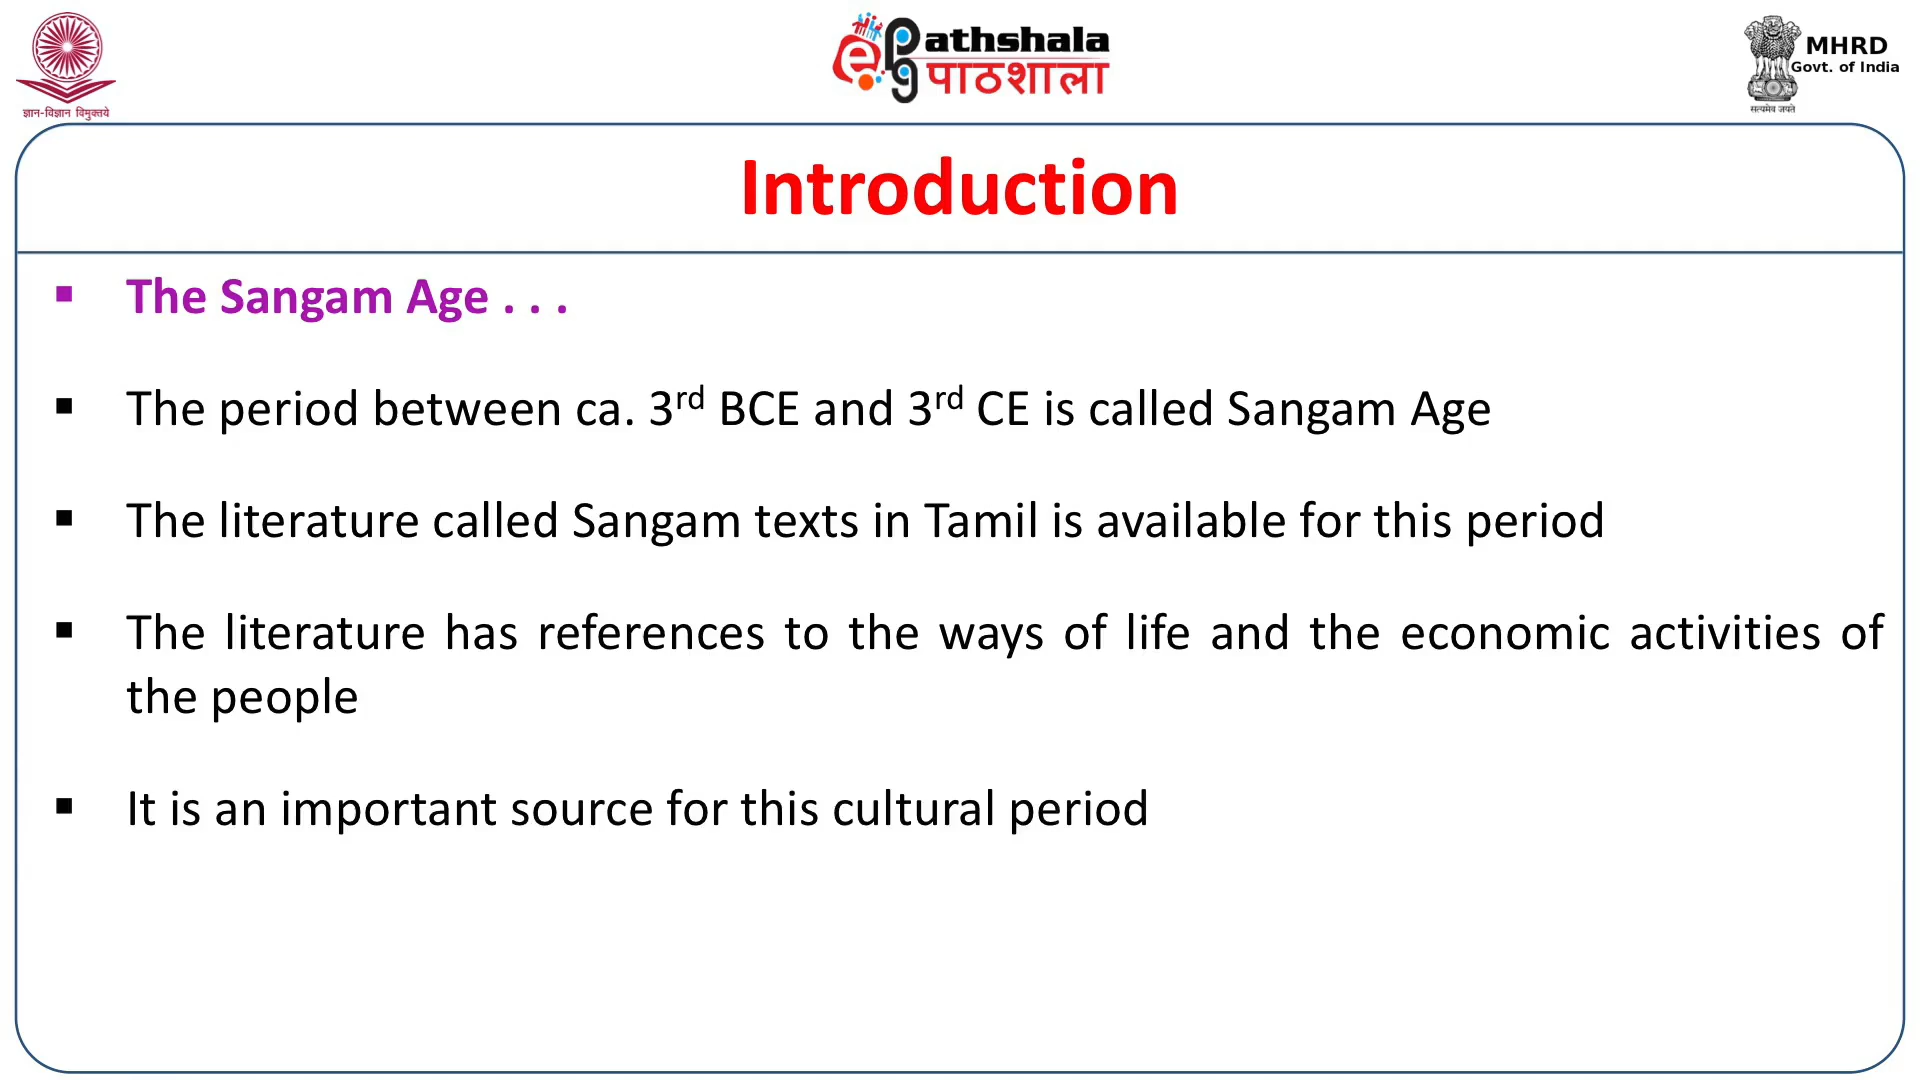 ज्ञान-विज्ञान विमुक्तये
e Pg Pathshala
पाठशाला
MHRD
Govt. of India
सत्यमेव जयते
Introduction
▪ The Sangam Age . . .
▪ The period between ca. 3rd BCE and 3rd CE is called Sangam Age
▪ The literature called Sangam texts in Tamil is available for this period
▪ The literature has references to the ways of life and the economic activities of
the people
▪ It is an important source for this cultural period